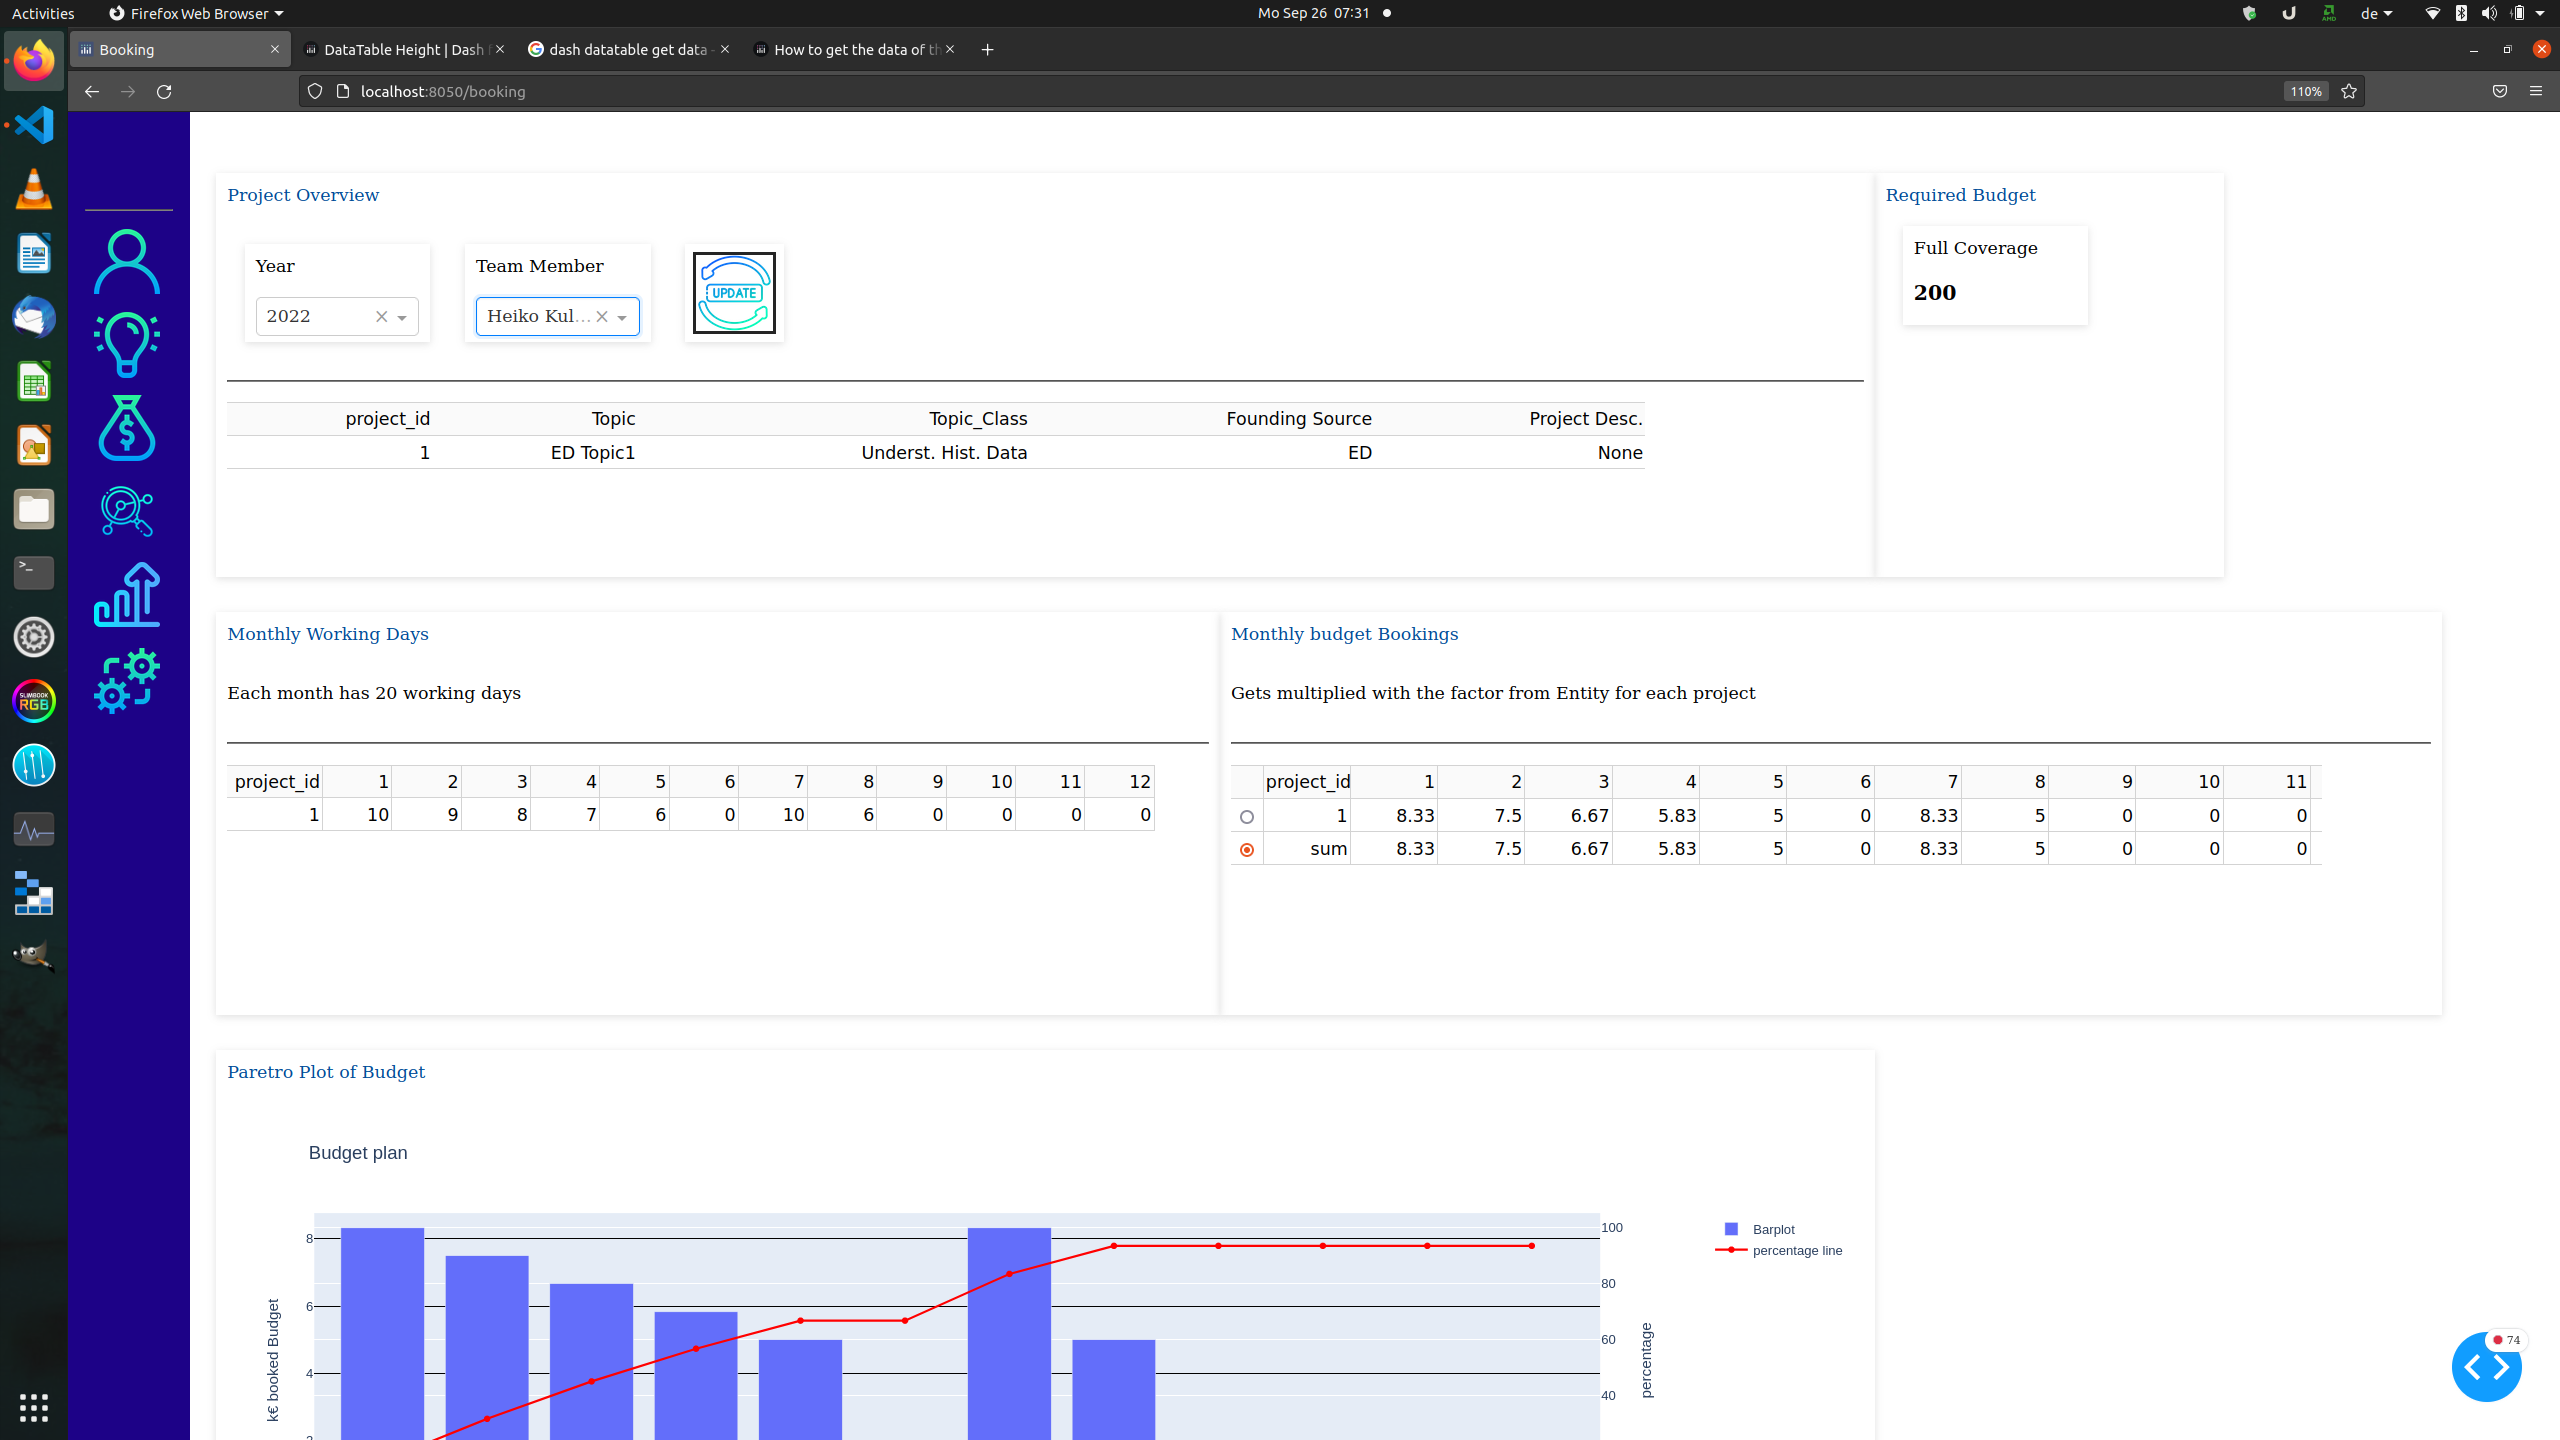 Activities Firefox Web Browser Mo Sep 26 07:31 de
Booking DataTable Height | Dash f dash datatable get data - How to get the data of th
localhost:8050/booking 110%
Project Overview
Year
2022
Team Member
Heiko Kul...
UPDATE
project_id Topic Topic_Class Founding Source Project Desc.
1 ED Topic1 Underst. Hist. Data ED None
Required Budget
Full Coverage
200
Monthly Working Days
Each month has 20 working days
project_id 1 2 3 4 5 6 7 8 9 10 11 12
1 10 9 8 7 6 0 10 6 0 0 0 0
Monthly budget Bookings
Gets multiplied with the factor from Entity for each project
project_id 1 2 3 4 5 6 7 8 9 10 11
1 8.33 7.5 6.67 5.83 5 0 8.33 5 0 0 0
sum 8.33 7.5 6.67 5.83 5 0 8.33 5 0 0 0
Paretro Plot of Budget
Budget plan
k€ booked Budget
8
6
4
100
80
60
40
percentage
Barplot
percentage line
74
SLIMBOOK
RGB
AMD